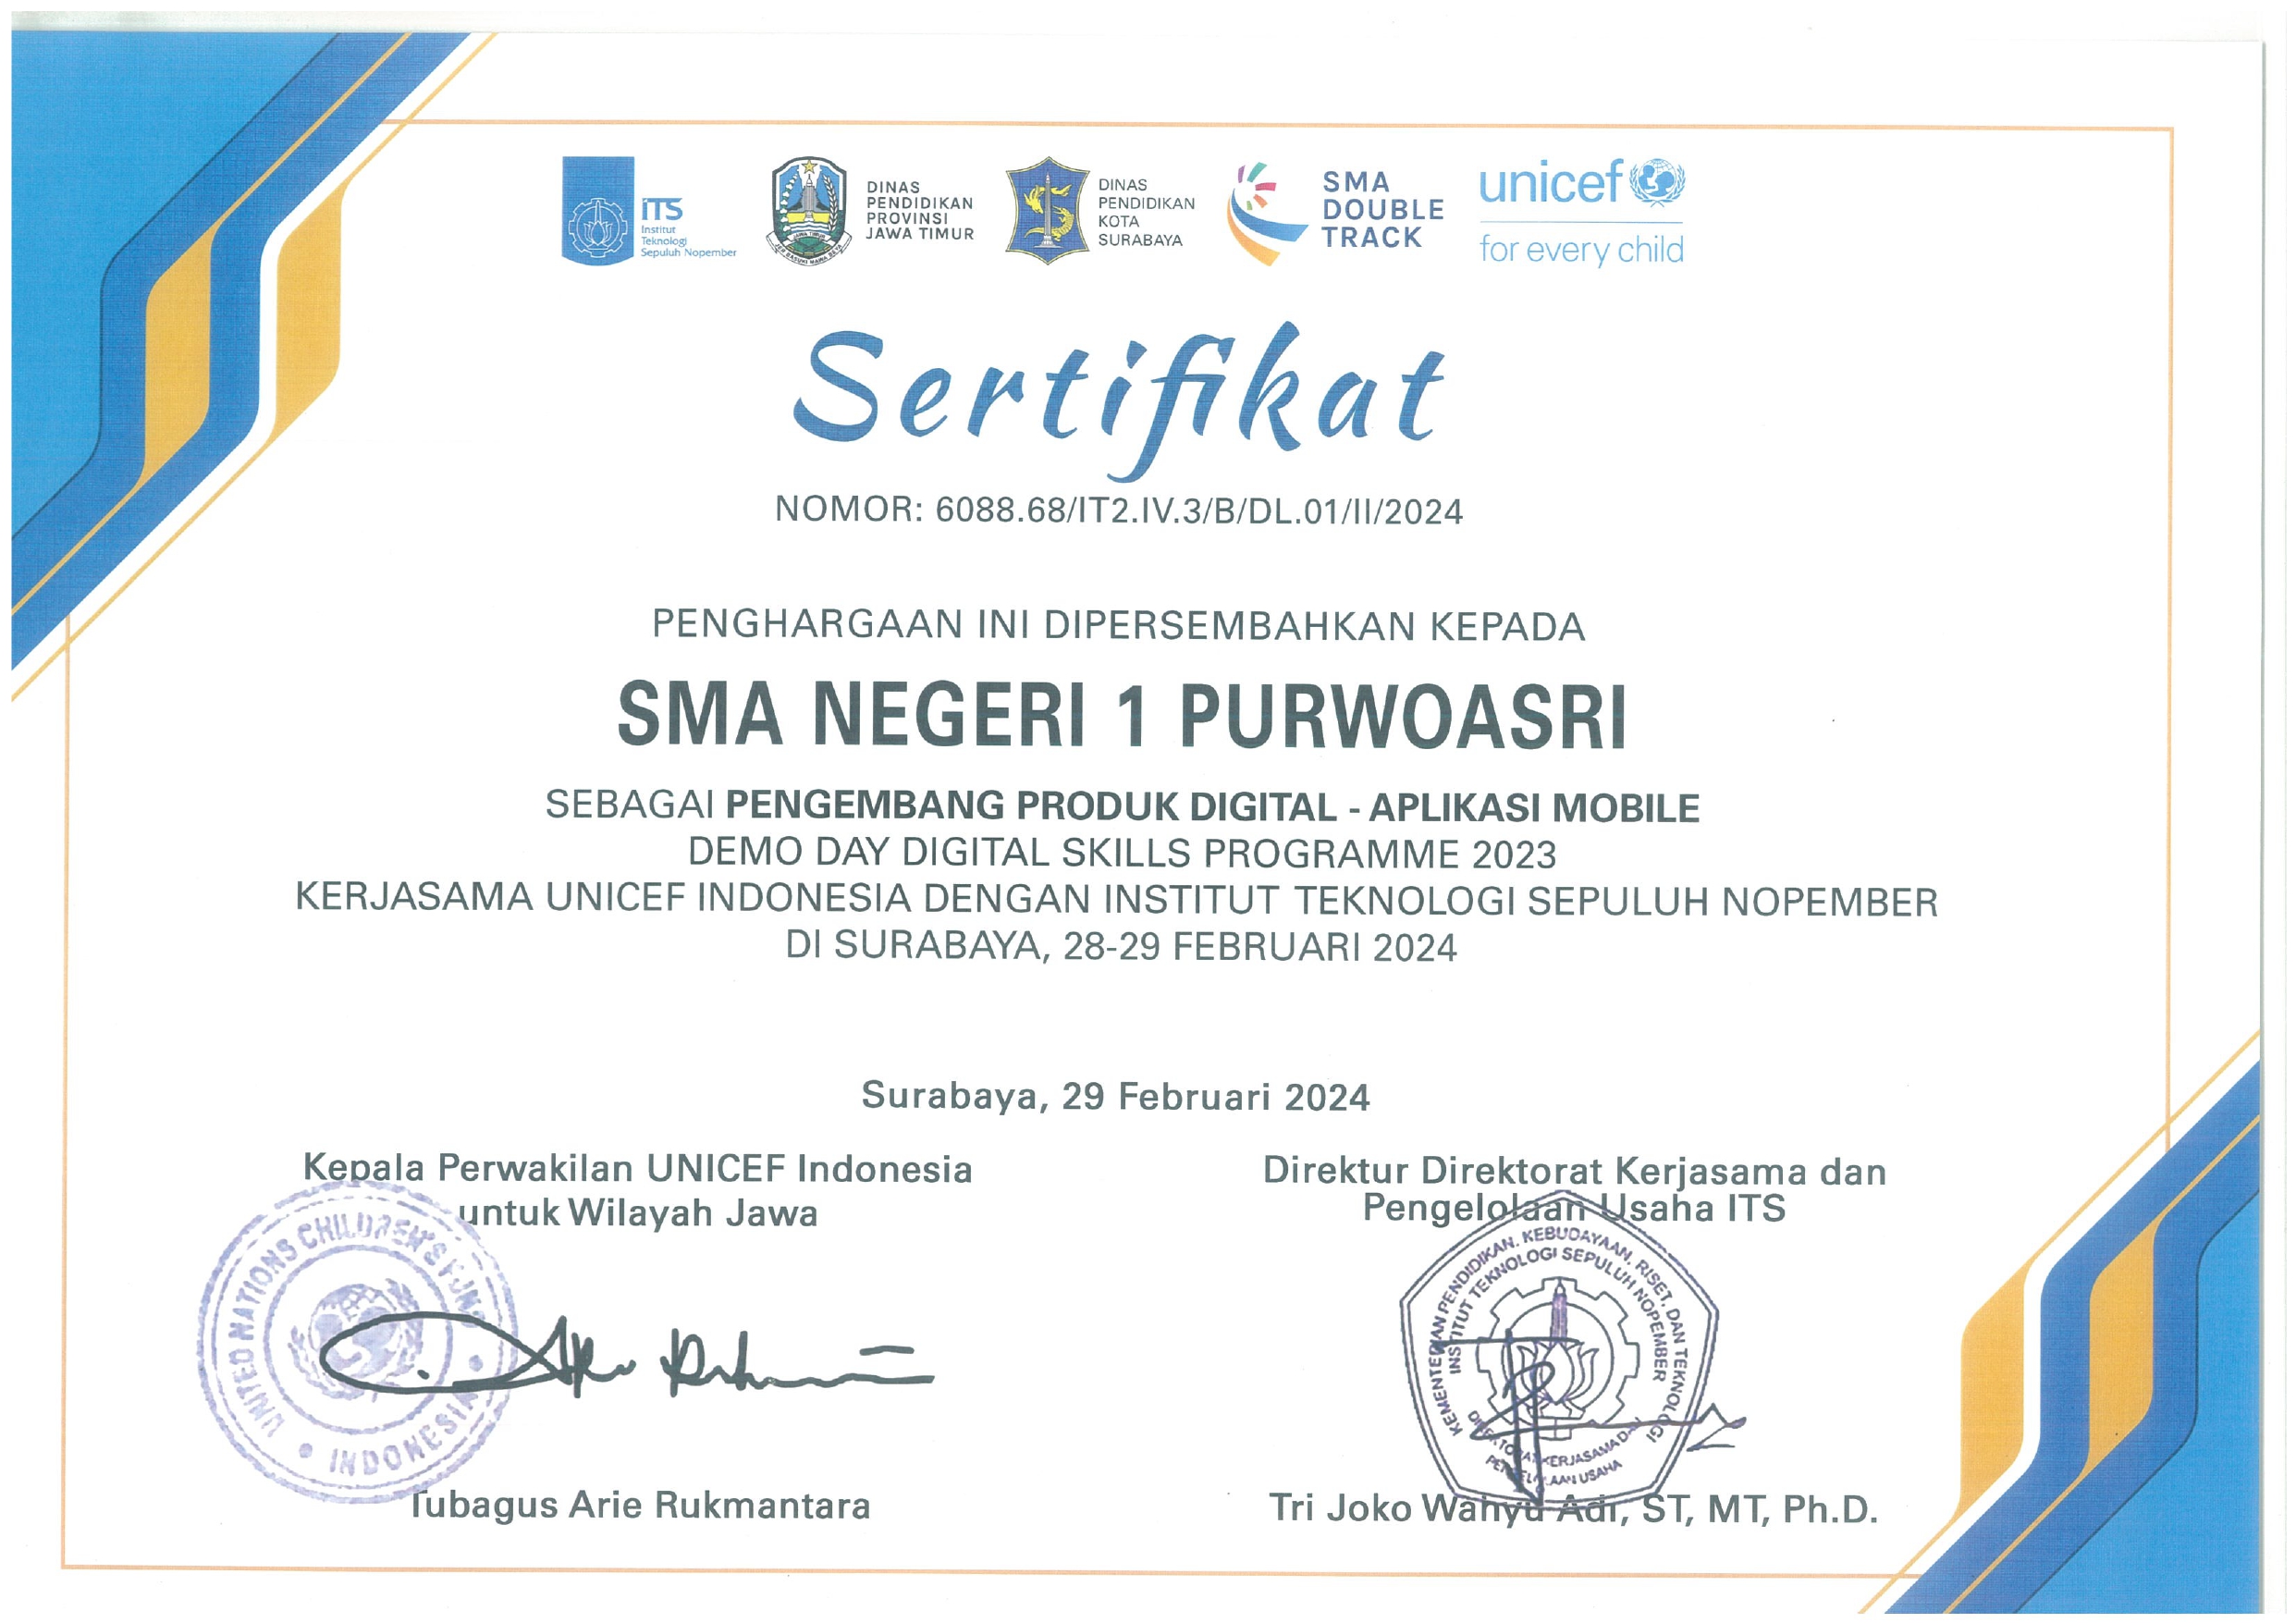 ITS
Institut
Teknologi
Sepuluh Nopember
DINAS
PENDIDIKAN
PROVINSI
JAWA TIMUR
DINAS
PENDIDIKAN
KOTA
SURABAYA
SMA
DOUBLE
TRACK
unicef
for every child
Sertifikat
NOMOR: 6088.68/IT2.IV.3/B/DL.01/II/2024
PENGHARGAAN INI DIPERSEMBAHKAN KEPADA
SMA NEGERI 1 PURWOASRI
SEBAGAI PENGEMBANG PRODUK DIGITAL - APLIKASI MOBILE
DEMO DAY DIGITAL SKILLS PROGRAMME 2023
KERJASAMA UNICEF INDONESIA DENGAN INSTITUT TEKNOLOGI SEPULUH NOPEMBER
DI SURABAYA, 28-29 FEBRUARI 2024
Surabaya, 29 Februari 2024
Kepala Perwakilan UNICEF Indonesia
untuk Wilayah Jawa
UNITED NATIONS CHILDREN'S FUND
INDONESIA
Tubagus Arie Rukmantara
Direktur Direktorat Kerjasama dan
Pengelolaan Usaha ITS
KEMENTERIAN PENDIDIKAN, KEBUDAYAAN, RISET, DAN TEKNOLOGI
INSTITUT TEKNOLOGI SEPULUH NOPEMBER
DIREKTORAT KERJASAMA DAN
PENGELOLAAN USAHA
Tri Joko Wahyu Adi, ST, MT, Ph.D.